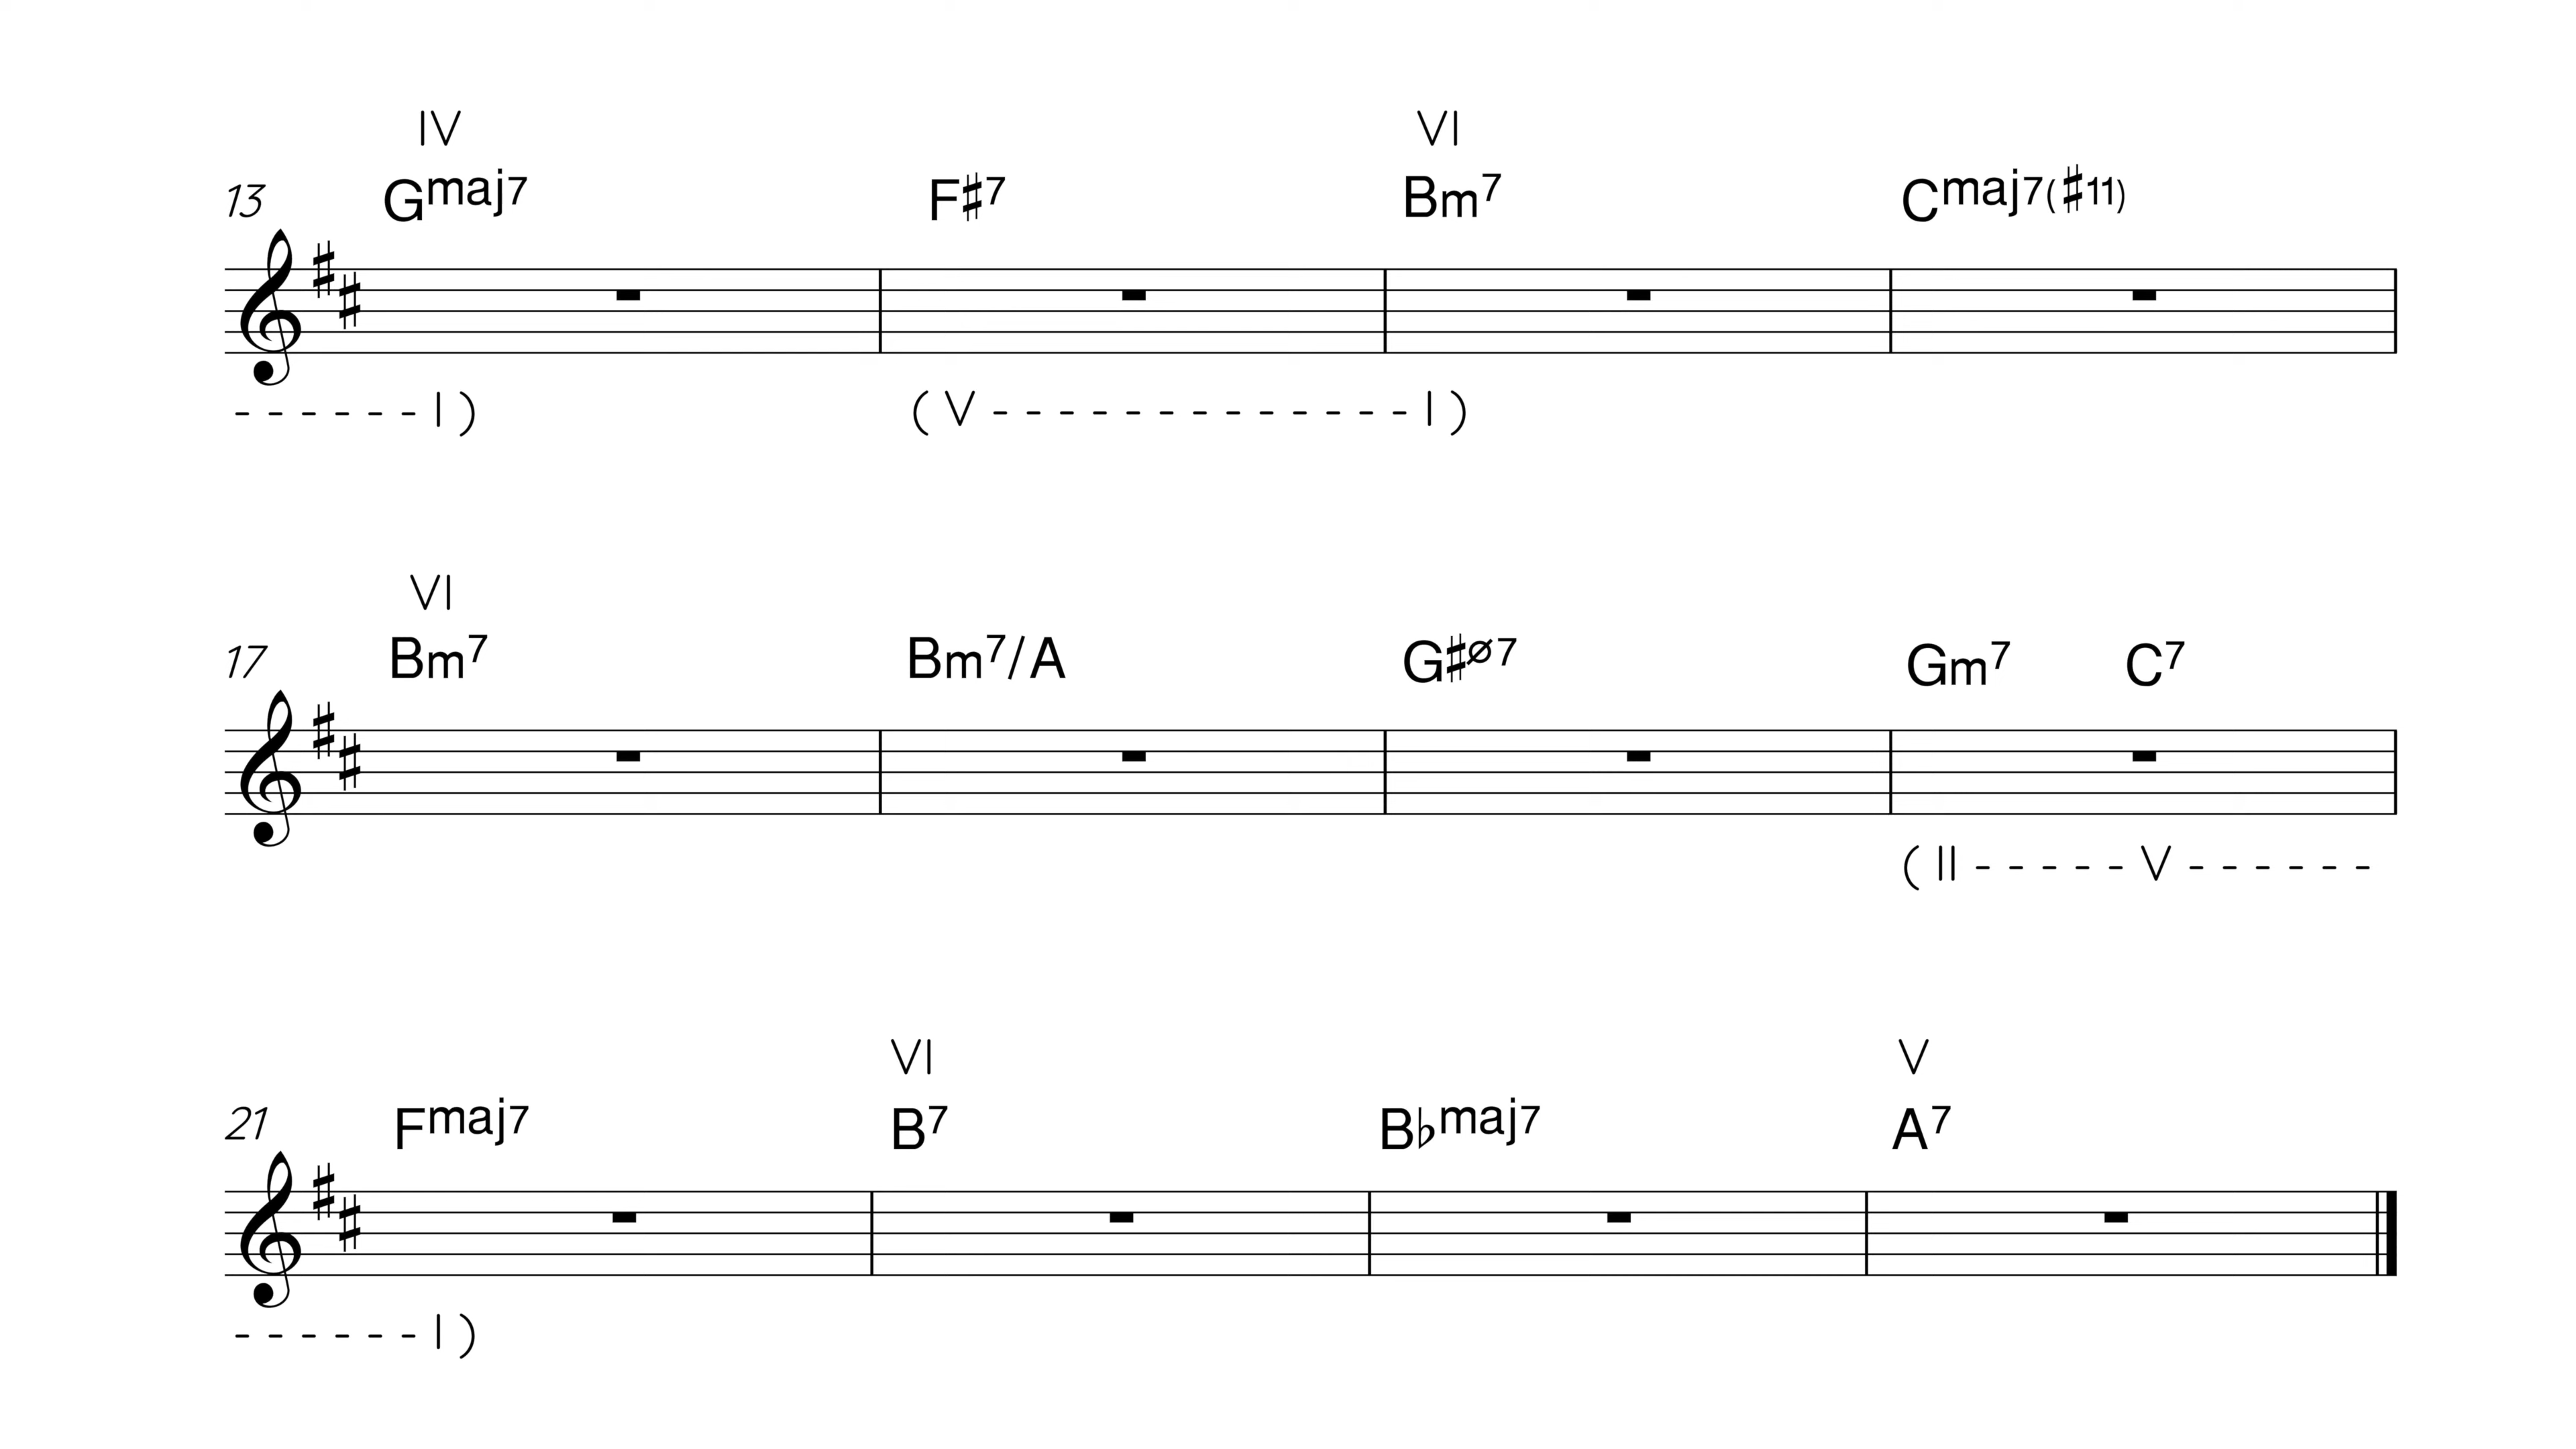 IV VI
13 Gmaj7 F♯7 Bm7 Cmaj7(♯11)
- - - - - - I ) ( V - - - - - - - - - - - - - I )
VI
17 Bm7 Bm7/A G♯ø7 Gm7 C7
( II - - - - - V - - - - - -
VI V
21 Fmaj7 B7 B♭maj7 A7
- - - - - - I )